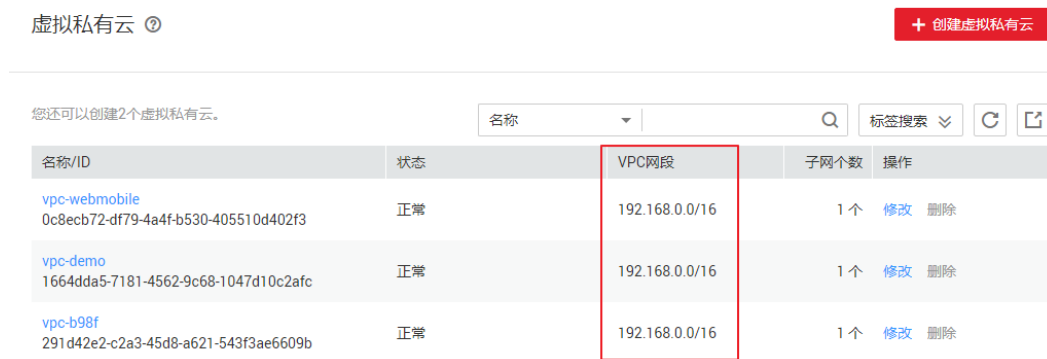 虚拟私有云
+ 创建虚拟私有云
您还可以创建2个虚拟私有云。
名称
标签搜索
名称/ID 状态 VPC网段 子网个数 操作
vpc-webmobile
0c8ecb72-df79-4a4f-b530-405510d402f3 正常 192.168.0.0/16 1 个 修改 删除
vpc-demo
1664dda5-7181-4562-9c68-1047d10c2afc 正常 192.168.0.0/16 1 个 修改 删除
vpc-b98f
291d42e2-c2a3-45d8-a621-543f3ae6609b 正常 192.168.0.0/16 1 个 修改 删除